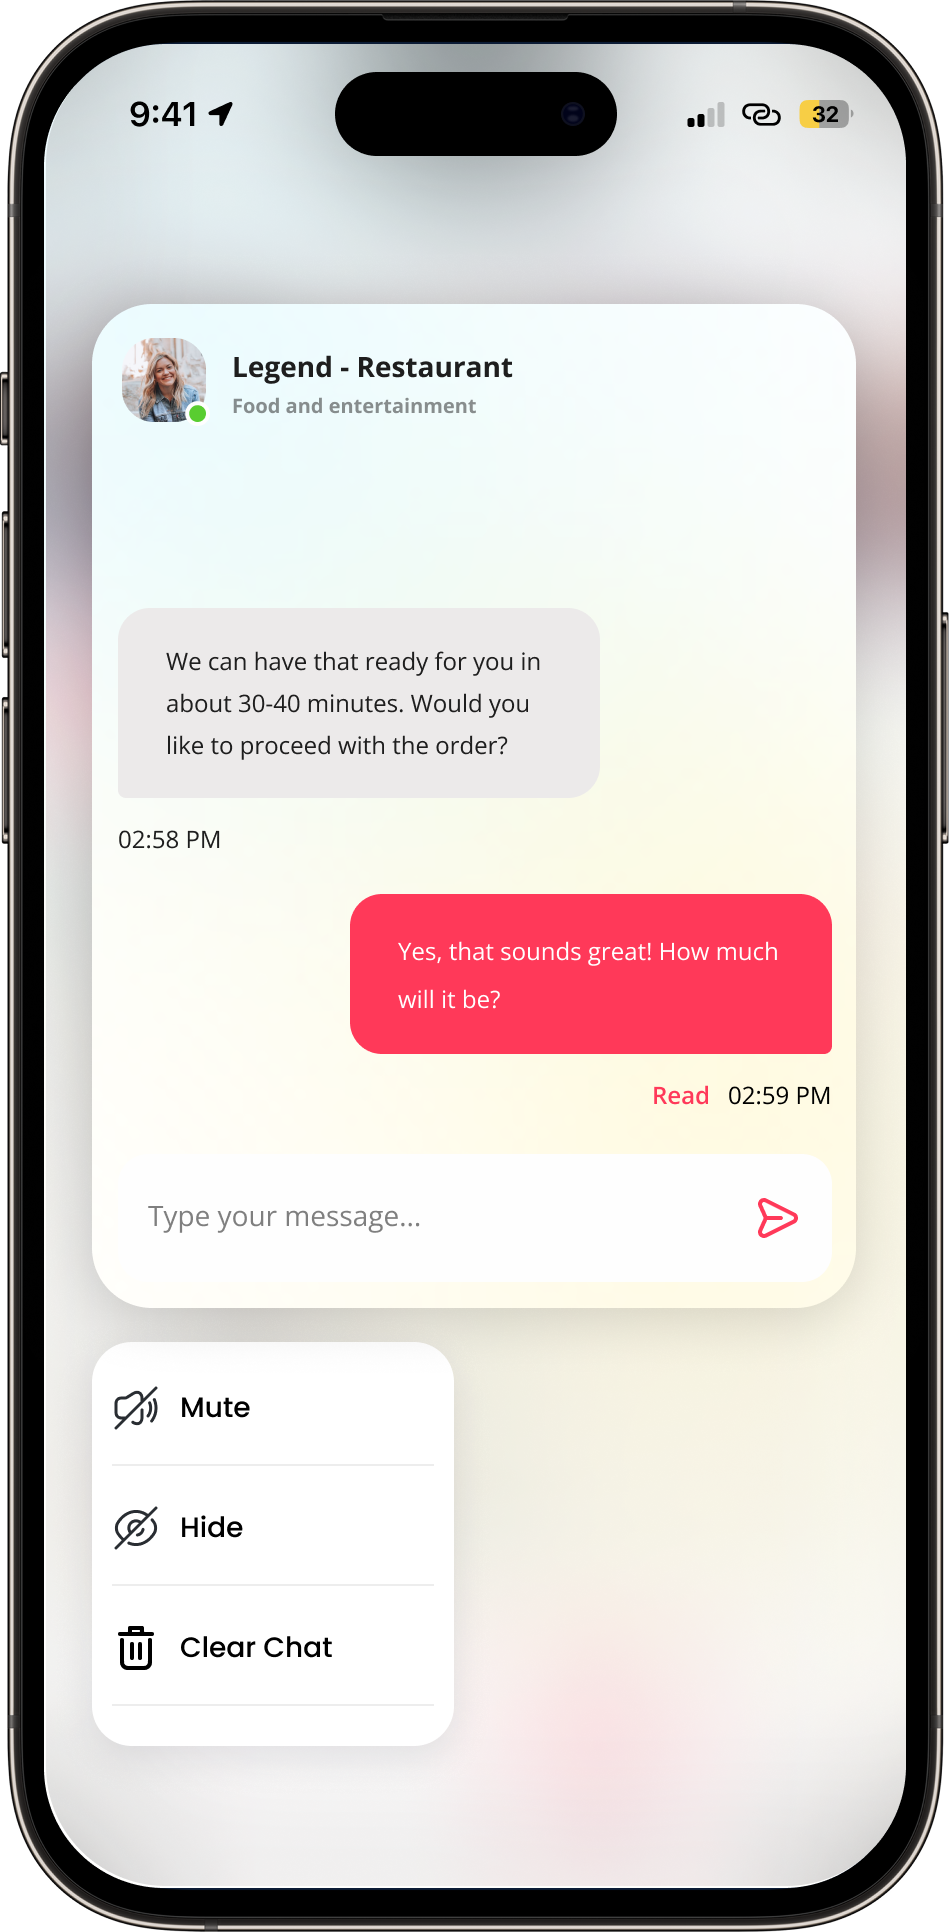 9:41
32
Legend - Restaurant
Food and entertainment
We can have that ready for you in
about 30-40 minutes. Would you
like to proceed with the order?
02:58 PM
Yes, that sounds great! How much
will it be?
Read 02:59 PM
Type your message...
Mute
Hide
Clear Chat